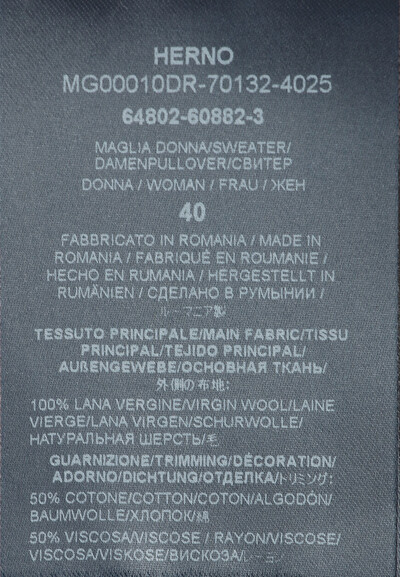 HERNO
MG00010DR-70132-4025
64802-60882-3
MAGLIA DONNA/SWEATER/
DAMENPULLOVER/СВИТЕР
DONNA / WOMAN / FRAU / ЖЕН
40
FABBRICATO IN ROMANIA / MADE IN
ROMANIA / FABRIQUÉ EN ROUMANIE /
HECHO EN RUMANIA / HERGESTELLT IN
RUMÄNIEN / СДЕЛАНО В РУМЫНИИ /
ルーマニア製
TESSUTO PRINCIPALE/MAIN FABRIC/TISSU
PRINCIPAL/TEJIDO PRINCIPAL/
AUßENGEWEBE/ОСНОВНАЯ ТКАНЬ/
外側の布地:
100% LANA VERGINE/VIRGIN WOOL/LAINE
VIERGE/LANA VIRGEN/SCHURWOLLE/
НАТУРАЛЬНАЯ ШЕРСТЬ/毛
GUARNIZIONE/TRIMMING/DÉCORATION/
ADORNO/DICHTUNG/ОТДЕЛКА/トリミング:
50% COTONE/COTTON/COTON/ALGODÓN/
BAUMWOLLE/ХЛОПОК/綿
50% VISCOSA/VISCOSE / RAYON/VISCOSE/
VISCOSA/VISKOSE/ВИСКОЗА/レーヨン